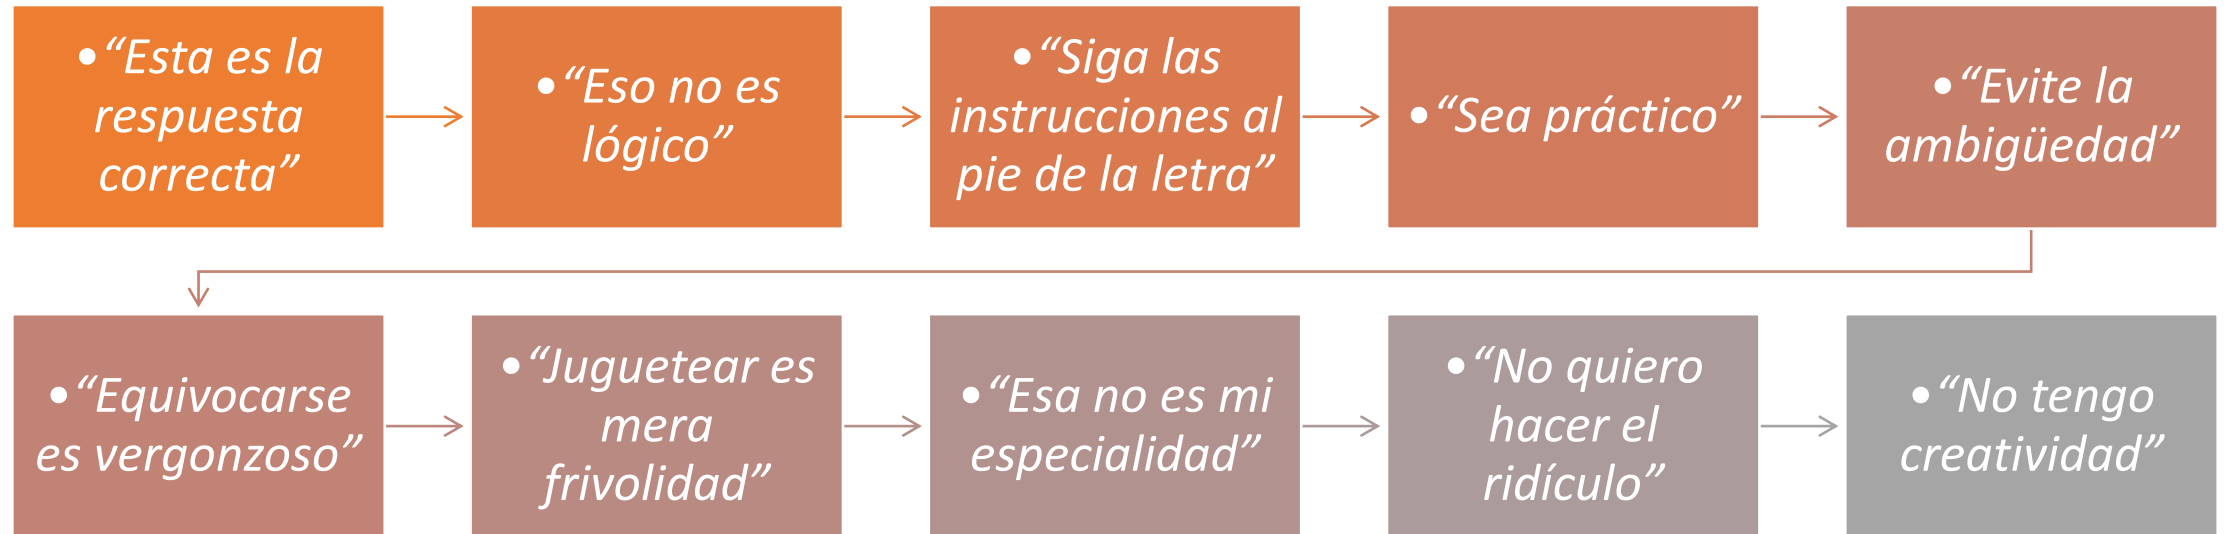 •“Esta es la
respuesta
correcta”
•“Eso no es
lógico”
•“Siga las
instrucciones al
pie de la letra”
•“Sea práctico”
•“Evite la
ambigüedad”
•“Equivocarse
es vergonzoso”
•“Juguetear es
mera
frivolidad”
•“Esa no es mi
especialidad”
•“No quiero
hacer el
ridículo”
•“No tengo
creatividad”